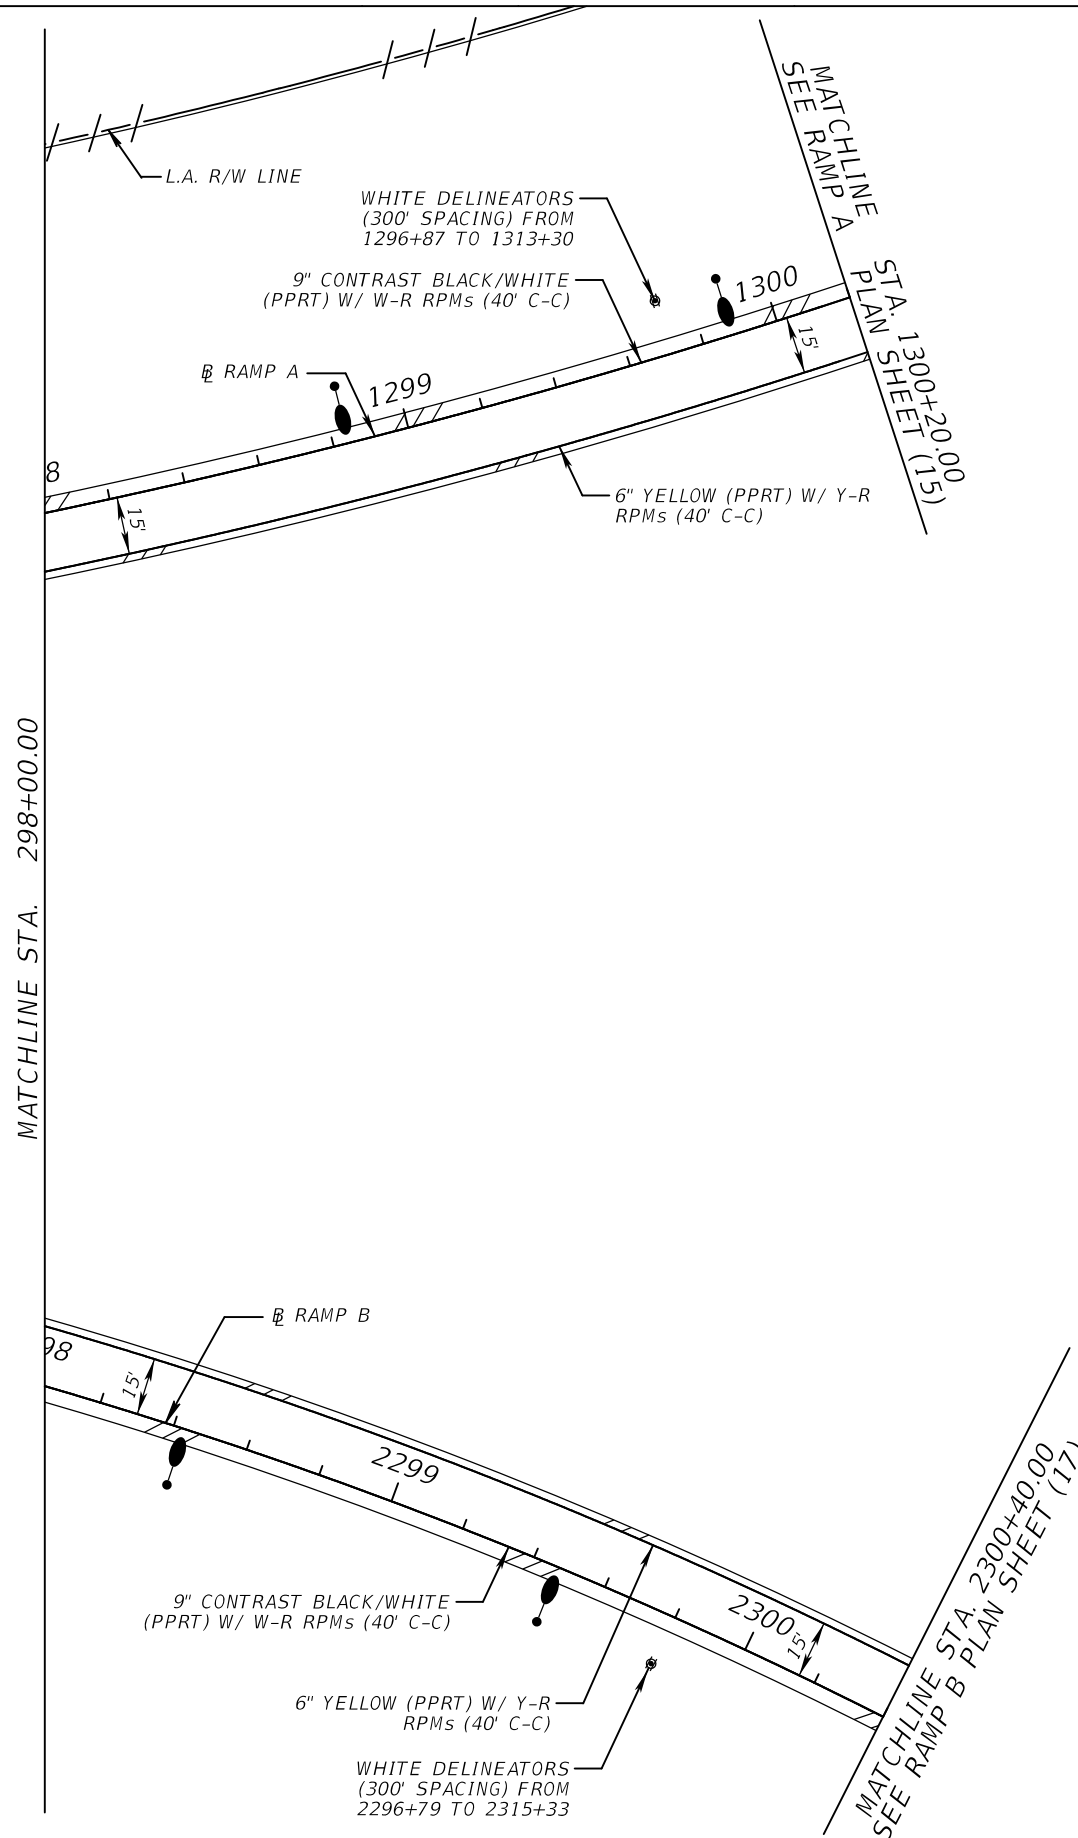 L.A. R/W LINE
WHITE DELINEATORS
(300' SPACING) FROM
1296+87 TO 1313+30
MATCHLINE STA. 1300+20.00
SEE RAMP A PLAN SHEET (15)
9" CONTRAST BLACK/WHITE
(PPRT) W/ W-R RPMs (40' C-C)
1300
15'
℄ RAMP A
1299
8
15'
6" YELLOW (PPRT) W/ Y-R
RPMs (40' C-C)
MATCHLINE STA. 298+00.00
℄ RAMP B
98
15'
2299
9" CONTRAST BLACK/WHITE
(PPRT) W/ W-R RPMs (40' C-C)
2300
15'
6" YELLOW (PPRT) W/ Y-R
RPMs (40' C-C)
WHITE DELINEATORS
(300' SPACING) FROM
2296+79 TO 2315+33
MATCHLINE STA. 2300+40.00
SEE RAMP B PLAN SHEET (17)